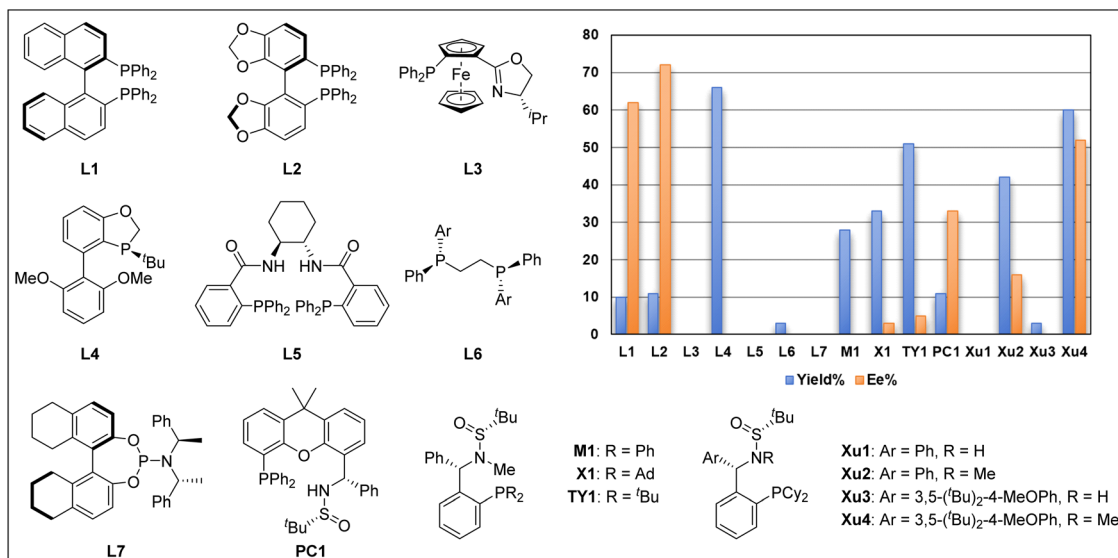 PPh2
PPh2
L1
O
O
PPh2
PPh2
O
O
L2
PPh2
Fe
O
N
iPr
L3
80
70
60
50
40
30
20
10
0
L1 L2 L3 L4 L5 L6 L7 M1 X1 TY1 PC1 Xu1 Xu2 Xu3 Xu4
Yield% Ee%
O
P
tBu
MeO OMe
L4
O NH HN O
PPh2 Ph2P
L5
Ar
P Ph
Ph P
Ar
L6
Ph
O
P N
O
Ph
L7
O
PPh2
HN Ph
tBu S O
PC1
O tBu
S
Ph N Me
PR2
M1: R = Ph
X1: R = Ad
TY1: R = tBu
O tBu
S
Ar NR
PCy2
Xu1: Ar = Ph, R = H
Xu2: Ar = Ph, R = Me
Xu3: Ar = 3,5-(tBu)2-4-MeOPh, R = H
Xu4: Ar = 3,5-(tBu)2-4-MeOPh, R = Me